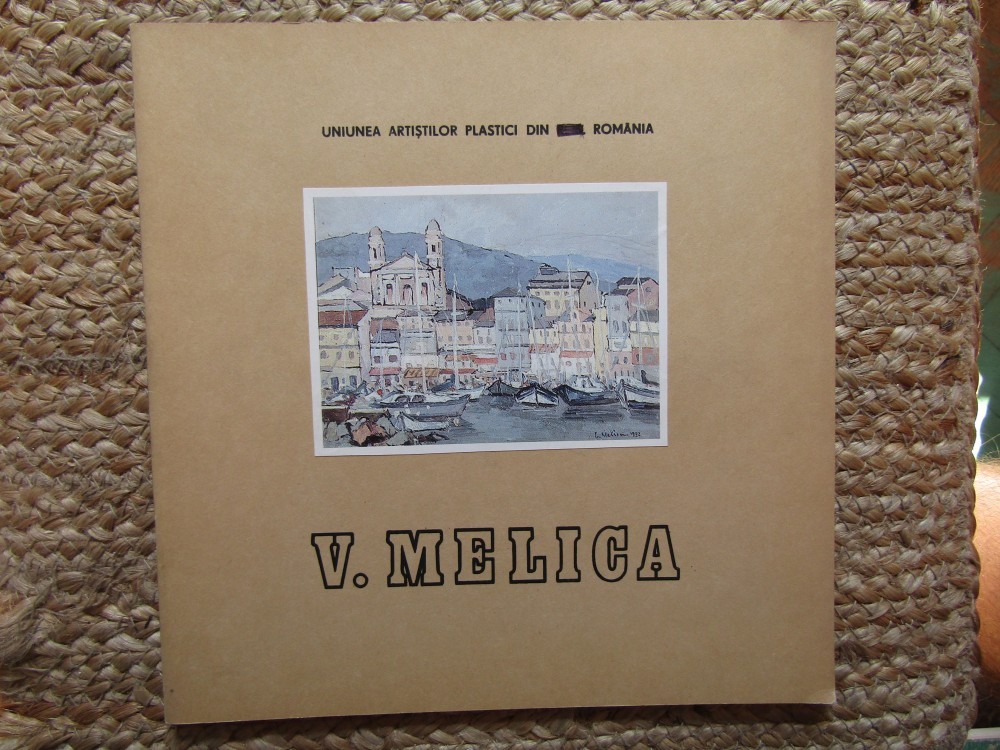 UNIUNEA ARTIȘTILOR PLASTICI DIN ROMÂNIA
V. MELICA